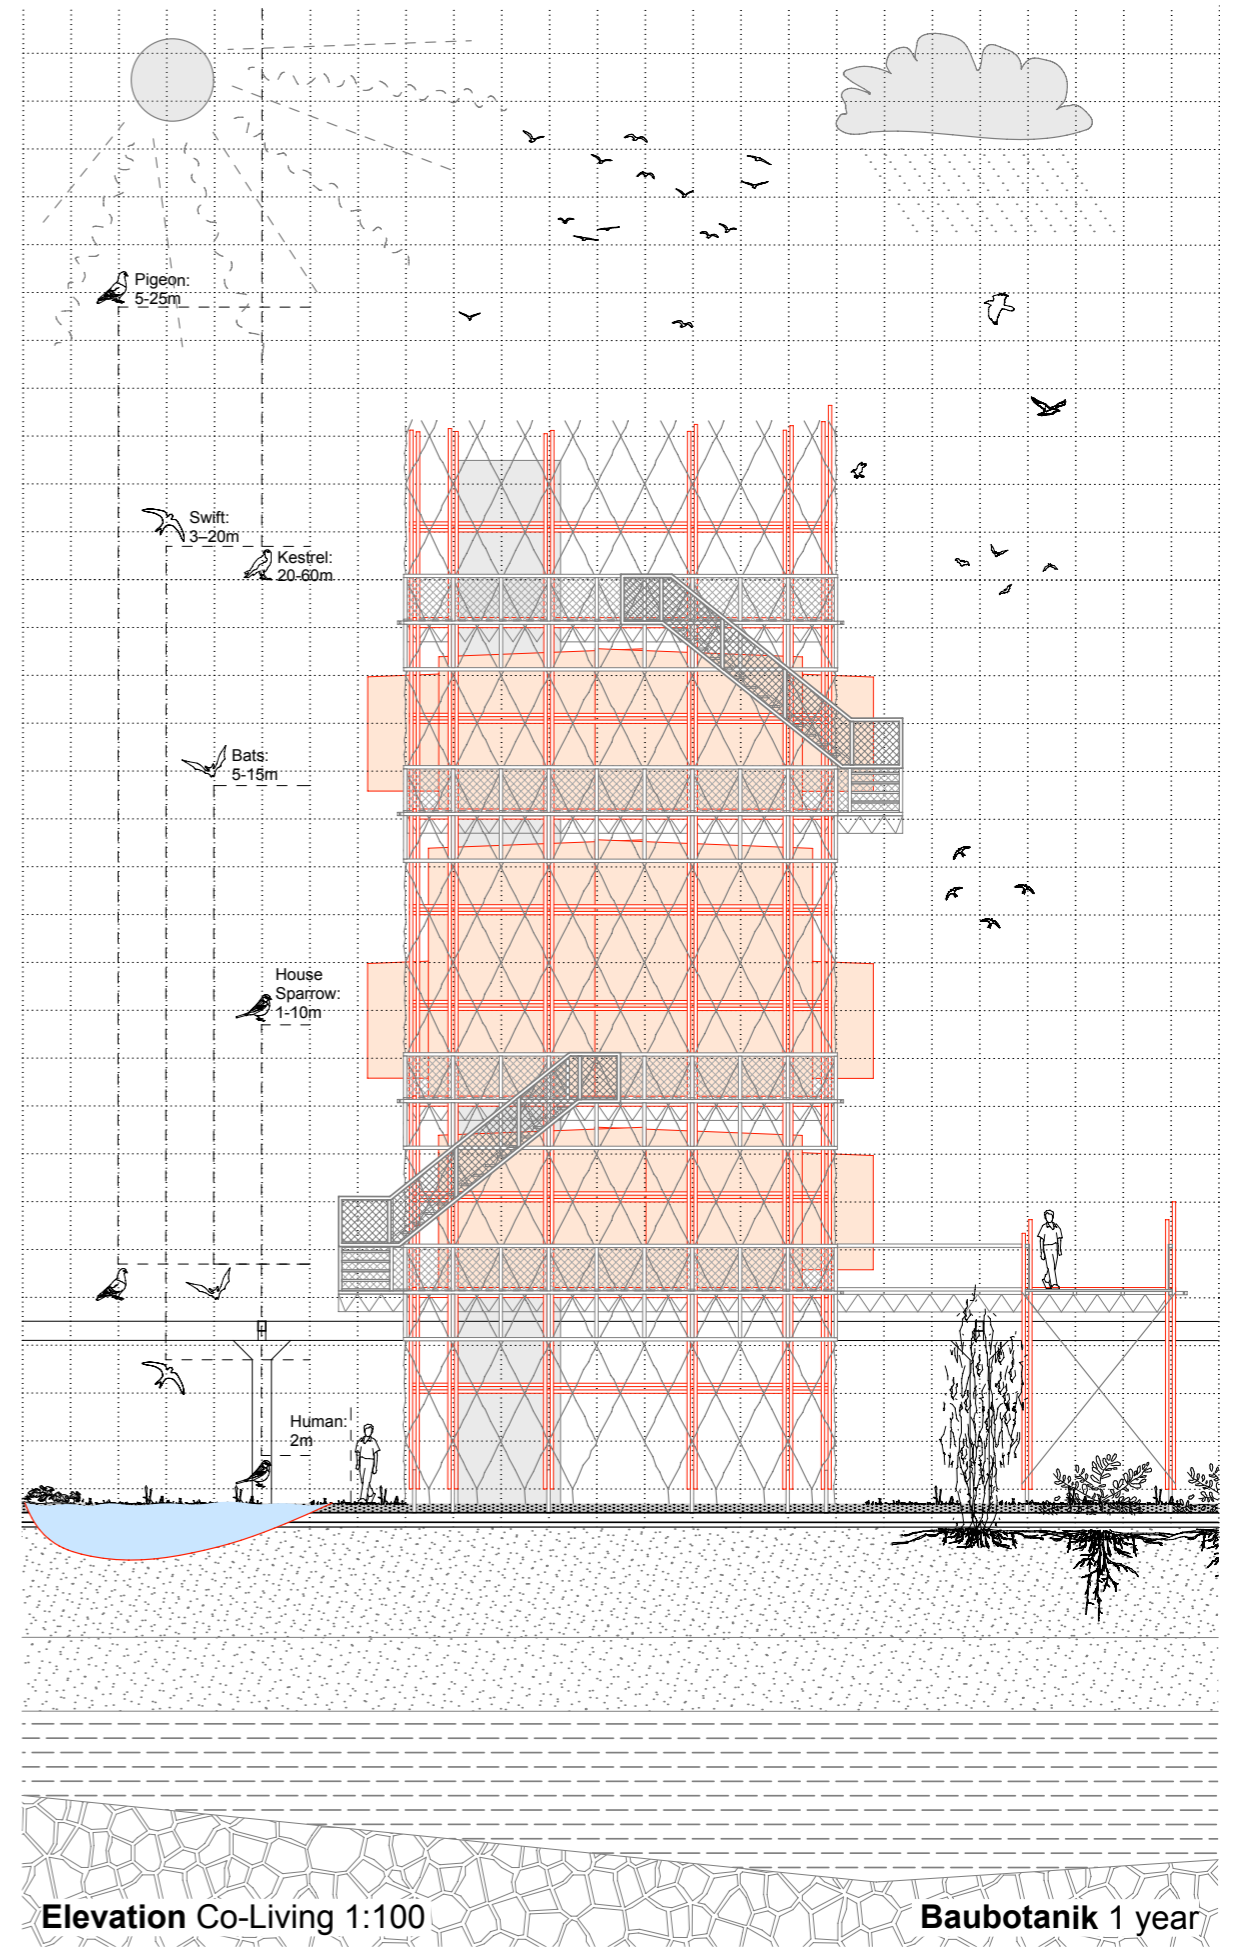 Pigeon:
5-25m
Swift:
3–20m
Kestrel:
20-60m
Bats:
5-15m
House
Sparrow:
1-10m
Human:
2m
Elevation Co-Living 1:100
Baubotanik 1 year